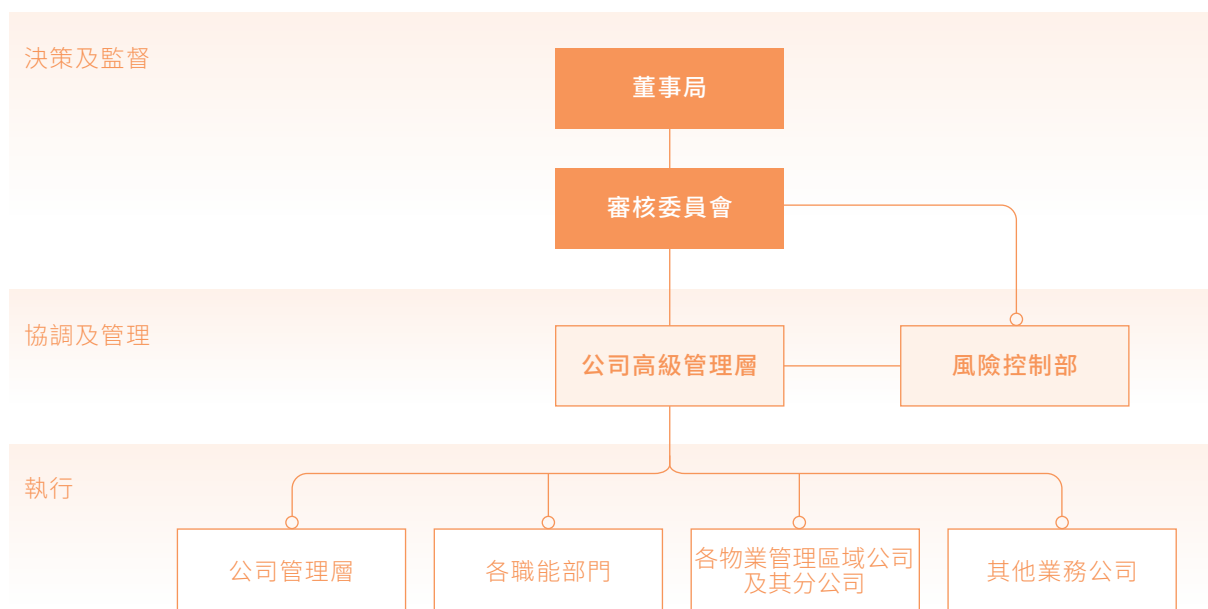 決策及監督
董事局
審核委員會
協調及管理
公司高級管理層
風險控制部
執行
公司管理層
各職能部門
各物業管理區域公司
及其分公司
其他業務公司